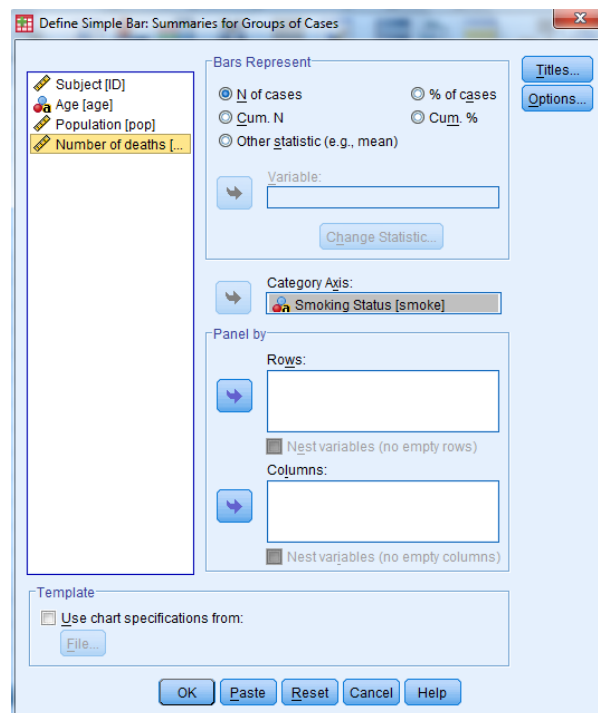 Define Simple Bar: Summaries for Groups of Cases
Subject [ID]
Age [age]
Population [pop]
Number of deaths [...
Bars Represent
N of cases
% of cases
Cum. N
Cum. %
Other statistic (e.g., mean)
Variable:
Change Statistic...
Category Axis:
Smoking Status [smoke]
Panel by
Rows:
Nest variables (no empty rows)
Columns:
Nest variables (no empty columns)
Titles...
Options...
Template
Use chart specifications from:
File...
OK
Paste
Reset
Cancel
Help